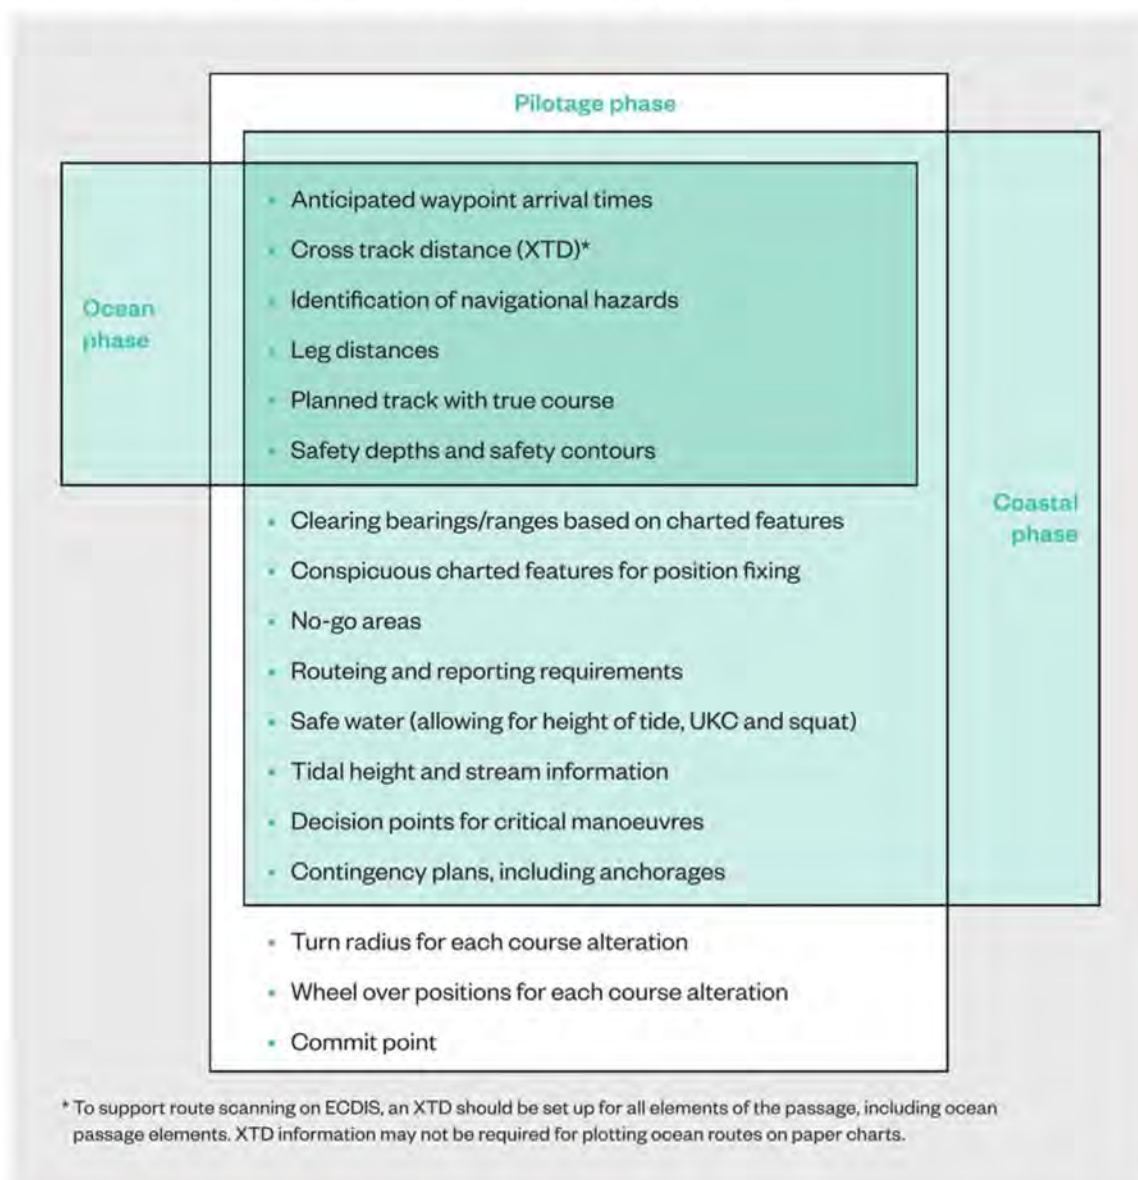 Pilotage phase
• Anticipated waypoint arrival times
• Cross track distance (XTD)*
• Identification of navigational hazards
• Leg distances
• Planned track with true course
• Safety depths and safety contours
Ocean
phase
• Clearing bearings/ranges based on charted features
• Conspicuous charted features for position fixing
• No-go areas
• Routeing and reporting requirements
• Safe water (allowing for height of tide, UKC and squat)
• Tidal height and stream information
• Decision points for critical manoeuvres
• Contingency plans, including anchorages
Coastal
phase
• Turn radius for each course alteration
• Wheel over positions for each course alteration
• Commit point
* To support route scanning on ECDIS, an XTD should be set up for all elements of the passage, including ocean
passage elements. XTD information may not be required for plotting ocean routes on paper charts.